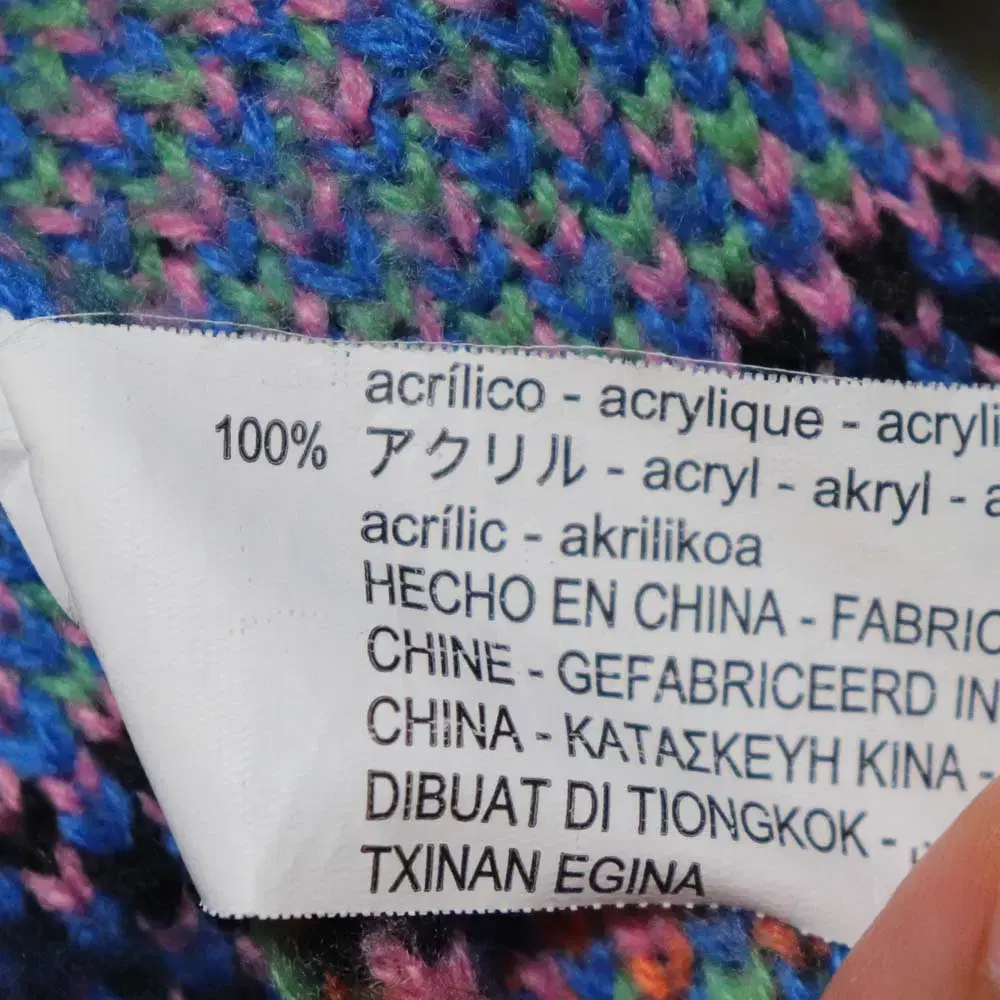 acrílico - acrylique - acryli
100% アクリル - acryl - akryl - a
acrílic - akrilikoa
HECHO EN CHINA - FABRIC
CHINE - GEFABRICEERD IN
CHINA - ΚΑΤΑΣΚΕΥΗ ΚΙΝΑ -
DIBUAT DI TIONGKOK -
TXINAN EGINA